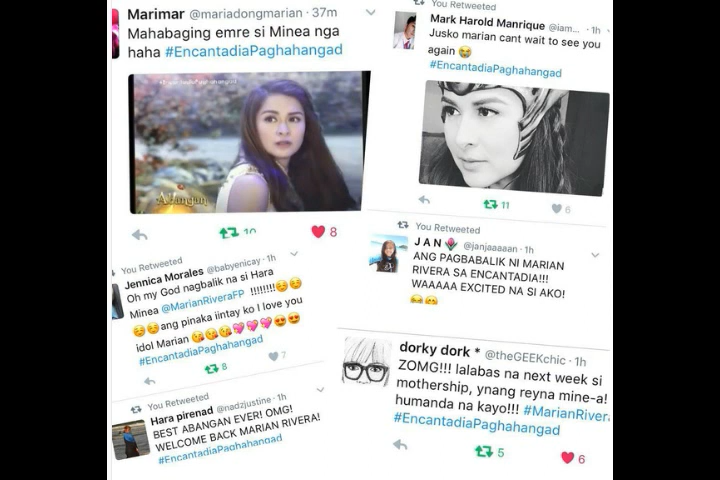 Marimar @mariadongmarian · 37m
Mahabaging emre si Minea nga
haha #EncantadiaPaghahangad
#EncantadiaPaghahangad
Abangan
10
8
You Retweeted
Mark Harold Manrique @iam... · 1h
Jusko marian cant wait to see you
again 😭
#EncantadiaPaghahangad
11
6
You Retweeted
Jennica Morales @babyenicay · 1h
Oh my God nagbalik na si Hara
Minea @MarianRiveraFP !!!!!!!!☺️☺️
☺️☺️ang pinaka iintay ko I love you
idol Marian 😘😘😘💖💖💖😍😍
#EncantadiaPaghahangad
8
7
You Retweeted
J A N 🌷 @janjaaaaan · 1h
ANG PAGBABALIK NI MARIAN
RIVERA SA ENCANTADIA!!!
WAAAAA EXCITED NA SI AKO!
You Retweeted
Hara pirenad @nadzjustine · 1h
BEST ABANGAN EVER! OMG!
WELCOME BACK MARIAN RIVERA!
#EncantadiaPaghahangad
dorky dork * @theGEEKchic · 1h
ZOMG!!! lalabas na next week si
mothership, ynang reyna mine-a!
humanda na kayo!!! #MarianRivera
#EncantadiaPaghahangad
5
6